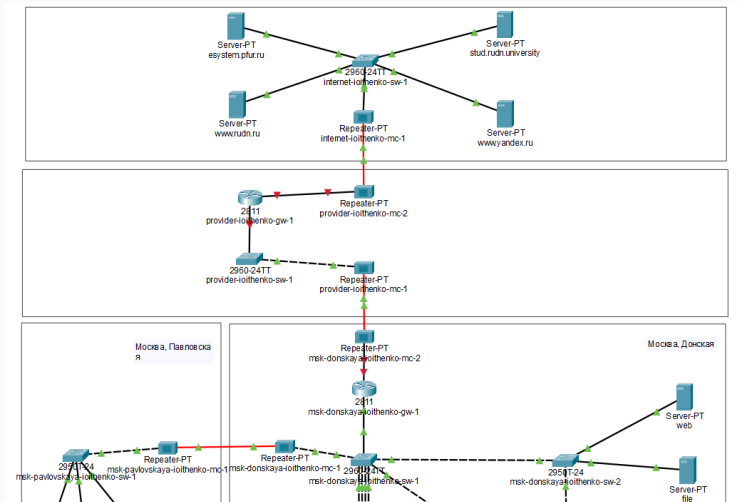 Server-PT
esystem.pfur.ru
Server-PT
stud.rudn.university
2960-24TT
internet-ioithenko-sw-1
Server-PT
www.rudn.ru
Repeater-PT
internet-ioithenko-mc-1
Server-PT
www.yandex.ru
2811
provider-ioithenko-gw-1
Repeater-PT
provider-ioithenko-mc-2
2960-24TT
provider-ioithenko-sw-1
Repeater-PT
provider-ioithenko-mc-1
Москва, Павловска
я
Москва, Донская
Repeater-PT
msk-donskaya-ioithenko-mc-2
2811
msk-donskaya-ioithenko-gw-1
Server-PT
web
2950T-24
msk-pavlovskaya-ioithenko-sw-1
Repeater-PT
msk-pavlovskaya-ioithenko-mc-1
Repeater-PT
msk-donskaya-ioithenko-mc-1
2960-24TT
msk-donskaya-ioithenko-sw-1
2950T-24
msk-donskaya-ioithenko-sw-2
Server-PT
file